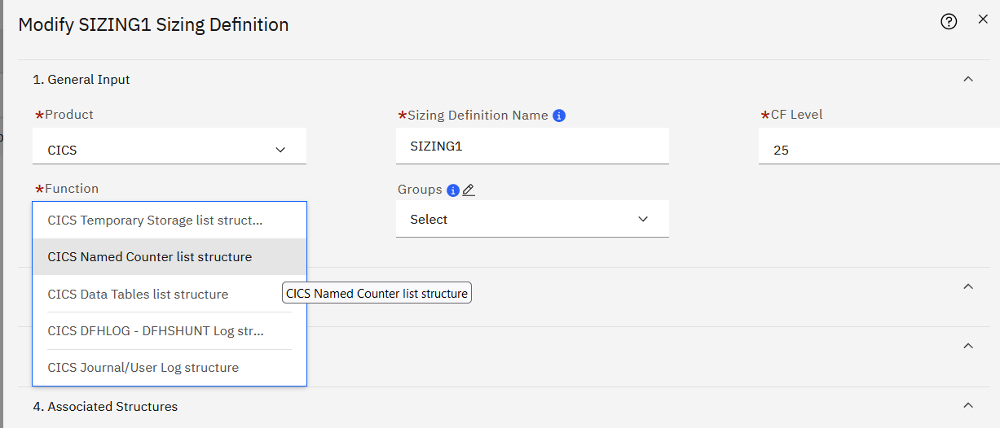 Modify SIZING1 Sizing Definition
1. General Input
*Product
*Sizing Definition Name
*CF Level
CICS
SIZING1
25
*Function
Groups
CICS Temporary Storage list struct...
Select
CICS Named Counter list structure
CICS Data Tables list structure
CICS Named Counter list structure
CICS DFHLOG - DFHSHUNT Log str...
CICS Journal/User Log structure
4. Associated Structures